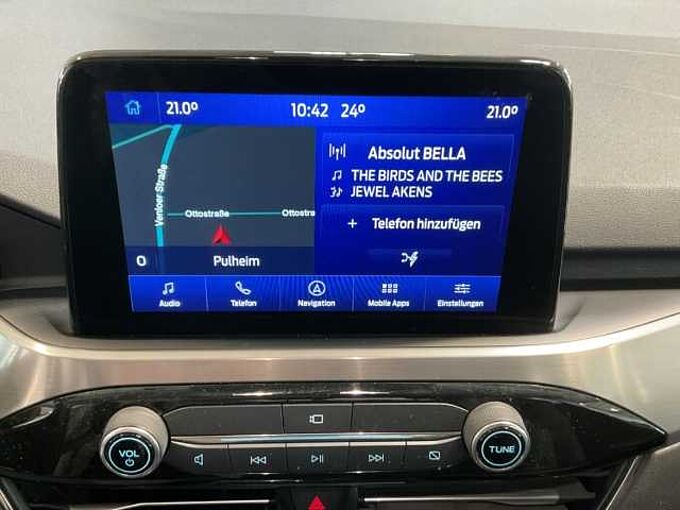 21.0° 10:42 24° 21.0°
Venloer Straße
Ottostraße Ottostra
0 Pulheim
Absolut BELLA
THE BIRDS AND THE BEES
JEWEL AKENS
+ Telefon hinzufügen
Audio Telefon Navigation Mobile Apps Einstellungen
VOL
TUNE